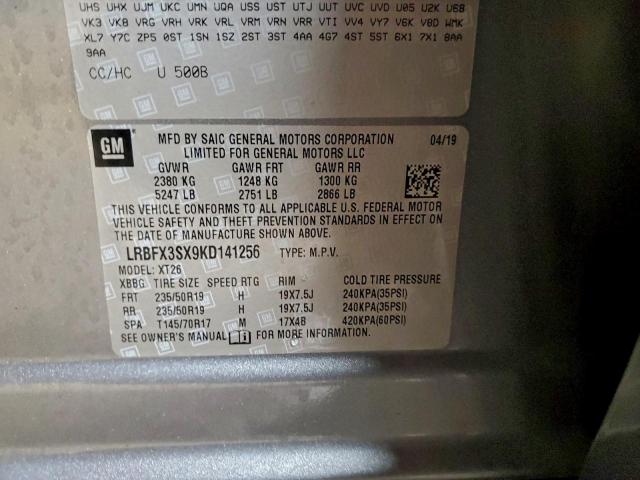 UHS UHX UJM UKC UMN UQA USS UST UTJ UUT UVC UVD U05 U2K U68
VK3 VK8 VRG VRH VRK VRL VRM VRN VRR VTI VV4 VY7 V6K V8D WMK
XL7 Y7C ZP5 0ST 1SN 1SZ 2ST 3ST 4AA 4G7 4ST 5ST 6X1 7X1 8AA
9AA
CC/HC U 500B
GM
MFD BY SAIC GENERAL MOTORS CORPORATION 04/19
LIMITED FOR GENERAL MOTORS LLC
GVWR GAWR FRT GAWR RR
2380 KG 1248 KG 1300 KG
5247 LB 2751 LB 2866 LB
THIS VEHICLE CONFORMS TO ALL APPLICABLE U.S. FEDERAL MOTOR
VEHICLE SAFETY AND THEFT PREVENTION STANDARDS IN EFFECT ON
THE DATE OF MANUFACTURE SHOWN ABOVE.
LRBFX3SX9KD141256 TYPE: M.P.V.
MODEL: XT26
XBBG TIRE SIZE SPEED RTG RIM COLD TIRE PRESSURE
FRT 235/50R19 H 19X7.5J 240KPA(35PSI)
RR 235/50R19 H 19X7.5J 240KPA(35PSI)
SPA T145/70R17 M 17X4B 420KPA(60PSI)
SEE OWNER'S MANUAL FOR MORE INFORMATION.